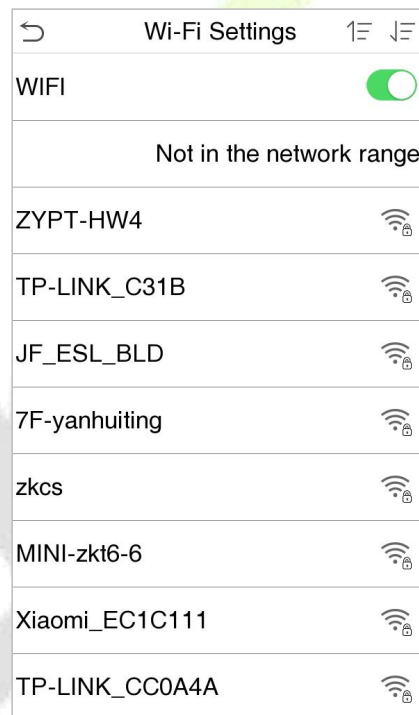 Wi-Fi Settings
WIFI
Not in the network range
ZYPT-HW4
TP-LINK_C31B
JF_ESL_BLD
7F-yanhuiting
zkcs
MINI-zkt6-6
Xiaomi_EC1C111
TP-LINK_CC0A4A